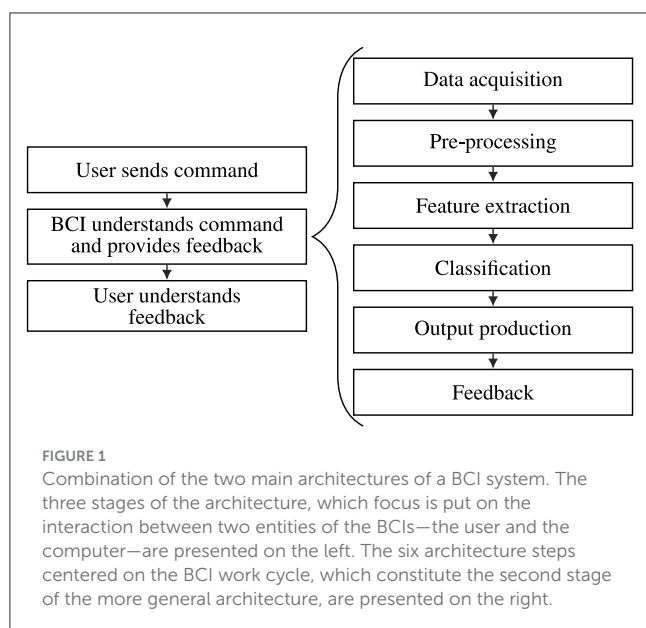 User sends command
BCI understands command
and provides feedback
User understands
feedback
Data acquisition
Pre-processing
Feature extraction
Classification
Output production
Feedback
FIGURE 1
Combination of the two main architectures of a BCI system. The
three stages of the architecture, which focus is put on the
interaction between two entities of the BCIs—the user and the
computer—are presented on the left. The six architecture steps
centered on the BCI work cycle, which constitute the second stage
of the more general architecture, are presented on the right.